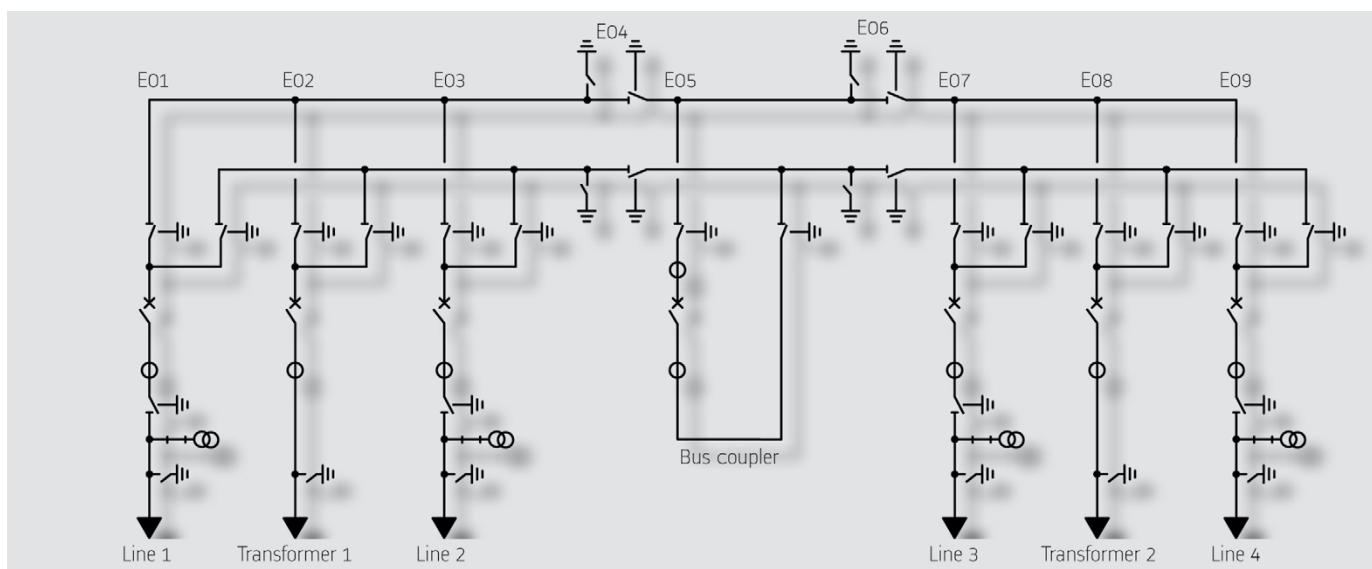 E04
E06
E01
E02
E03
E05
E07
E08
E09
Bus coupler
Line 1
Transformer 1
Line 2
Line 3
Transformer 2
Line 4